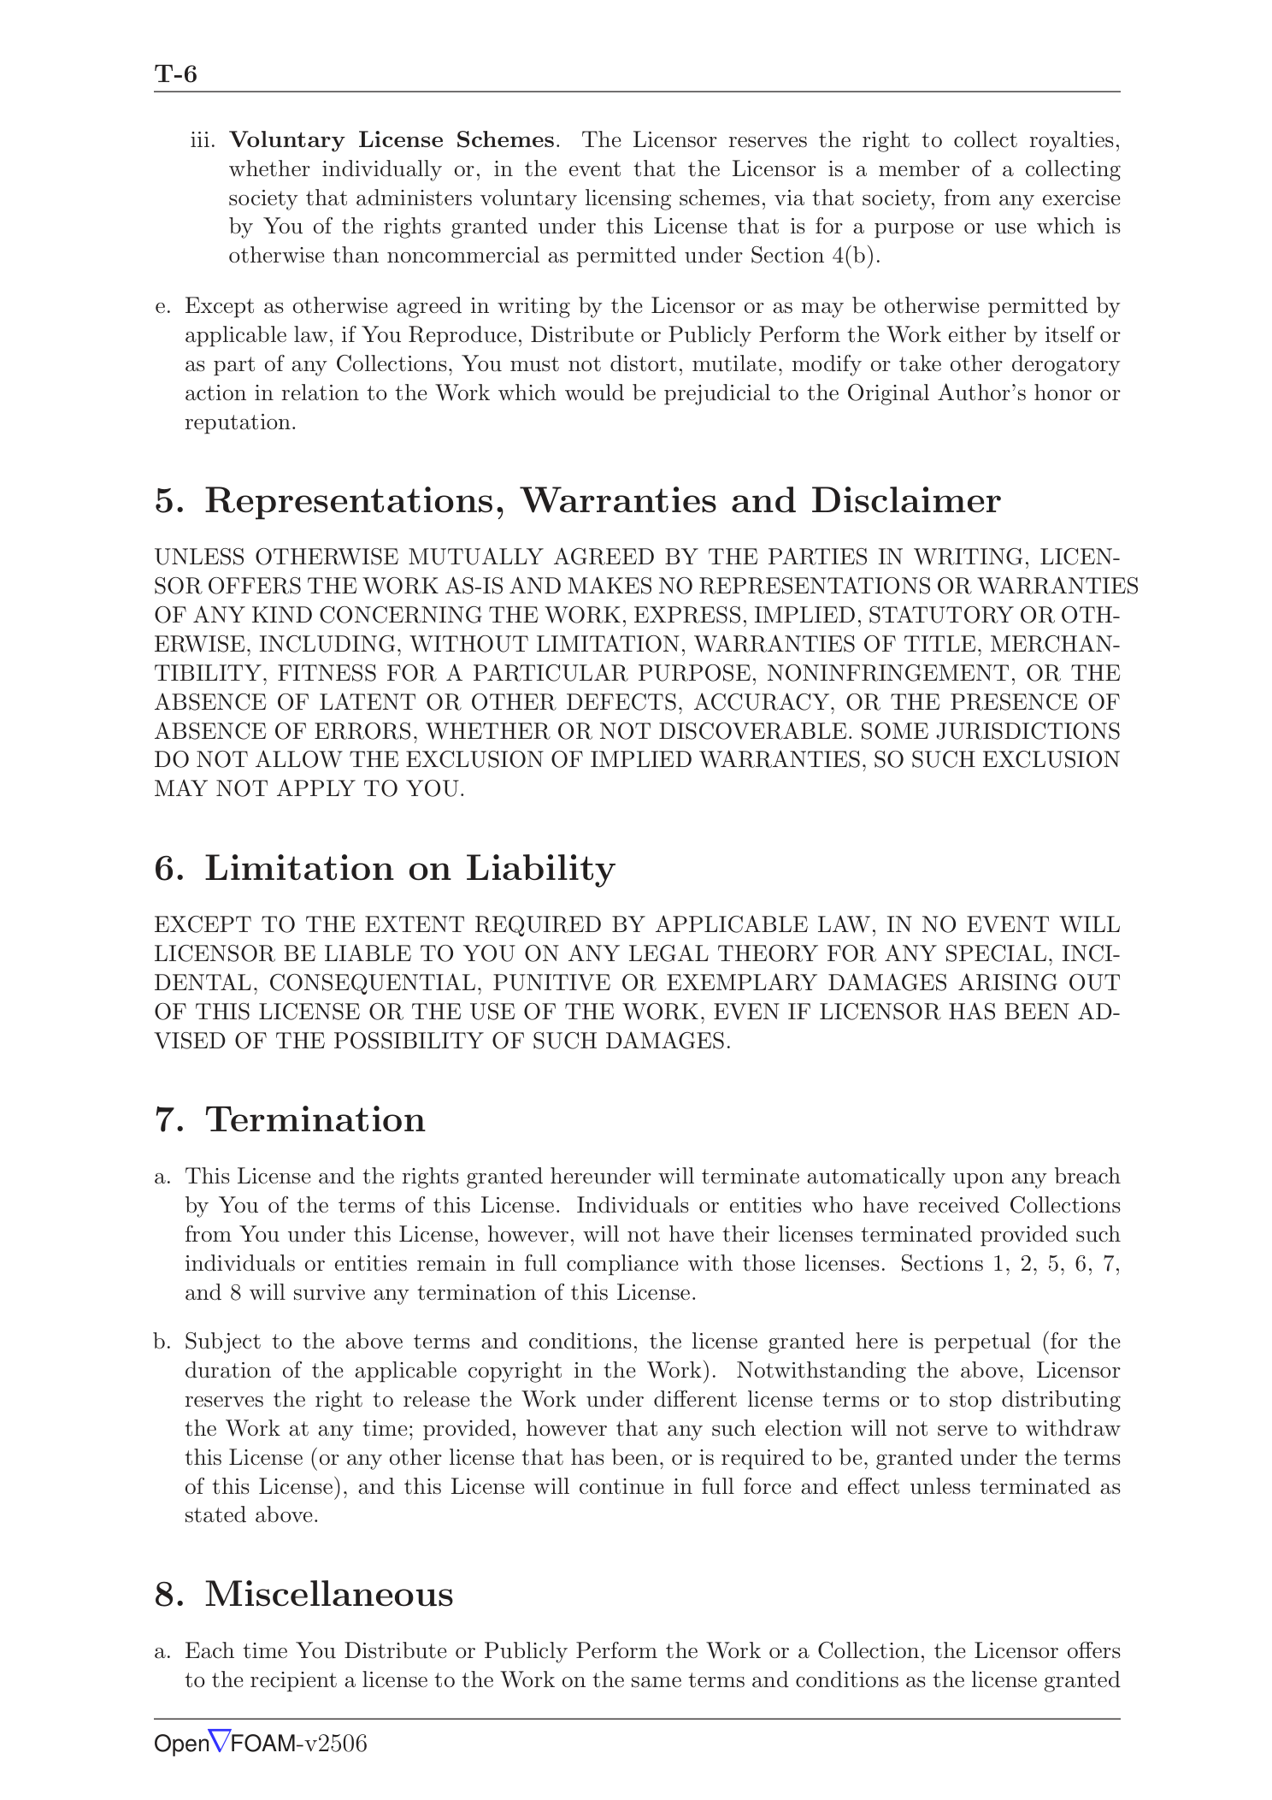 T-6
iii. Voluntary License Schemes. The Licensor reserves the right to collect royalties,
whether individually or, in the event that the Licensor is a member of a collecting
society that administers voluntary licensing schemes, via that society, from any exercise
by You of the rights granted under this License that is for a purpose or use which is
otherwise than noncommercial as permitted under Section 4(b).
e. Except as otherwise agreed in writing by the Licensor or as may be otherwise permitted by
applicable law, if You Reproduce, Distribute or Publicly Perform the Work either by itself or
as part of any Collections, You must not distort, mutilate, modify or take other derogatory
action in relation to the Work which would be prejudicial to the Original Author's honor or
reputation.
5. Representations, Warranties and Disclaimer
UNLESS OTHERWISE MUTUALLY AGREED BY THE PARTIES IN WRITING, LICEN-
SOR OFFERS THE WORK AS-IS AND MAKES NO REPRESENTATIONS OR WARRANTIES
OF ANY KIND CONCERNING THE WORK, EXPRESS, IMPLIED, STATUTORY OR OTH-
ERWISE, INCLUDING, WITHOUT LIMITATION, WARRANTIES OF TITLE, MERCHAN-
TIBILITY, FITNESS FOR A PARTICULAR PURPOSE, NONINFRINGEMENT, OR THE
ABSENCE OF LATENT OR OTHER DEFECTS, ACCURACY, OR THE PRESENCE OF
ABSENCE OF ERRORS, WHETHER OR NOT DISCOVERABLE. SOME JURISDICTIONS
DO NOT ALLOW THE EXCLUSION OF IMPLIED WARRANTIES, SO SUCH EXCLUSION
MAY NOT APPLY TO YOU.
6. Limitation on Liability
EXCEPT TO THE EXTENT REQUIRED BY APPLICABLE LAW, IN NO EVENT WILL
LICENSOR BE LIABLE TO YOU ON ANY LEGAL THEORY FOR ANY SPECIAL, INCI-
DENTAL, CONSEQUENTIAL, PUNITIVE OR EXEMPLARY DAMAGES ARISING OUT
OF THIS LICENSE OR THE USE OF THE WORK, EVEN IF LICENSOR HAS BEEN AD-
VISED OF THE POSSIBILITY OF SUCH DAMAGES.
7. Termination
a. This License and the rights granted hereunder will terminate automatically upon any breach
by You of the terms of this License. Individuals or entities who have received Collections
from You under this License, however, will not have their licenses terminated provided such
individuals or entities remain in full compliance with those licenses. Sections 1, 2, 5, 6, 7,
and 8 will survive any termination of this License.
b. Subject to the above terms and conditions, the license granted here is perpetual (for the
duration of the applicable copyright in the Work). Notwithstanding the above, Licensor
reserves the right to release the Work under different license terms or to stop distributing
the Work at any time; provided, however that any such election will not serve to withdraw
this License (or any other license that has been, or is required to be, granted under the terms
of this License), and this License will continue in full force and effect unless terminated as
stated above.
8. Miscellaneous
a. Each time You Distribute or Publicly Perform the Work or a Collection, the Licensor offers
to the recipient a license to the Work on the same terms and conditions as the license granted
Open∇FOAM-v2506